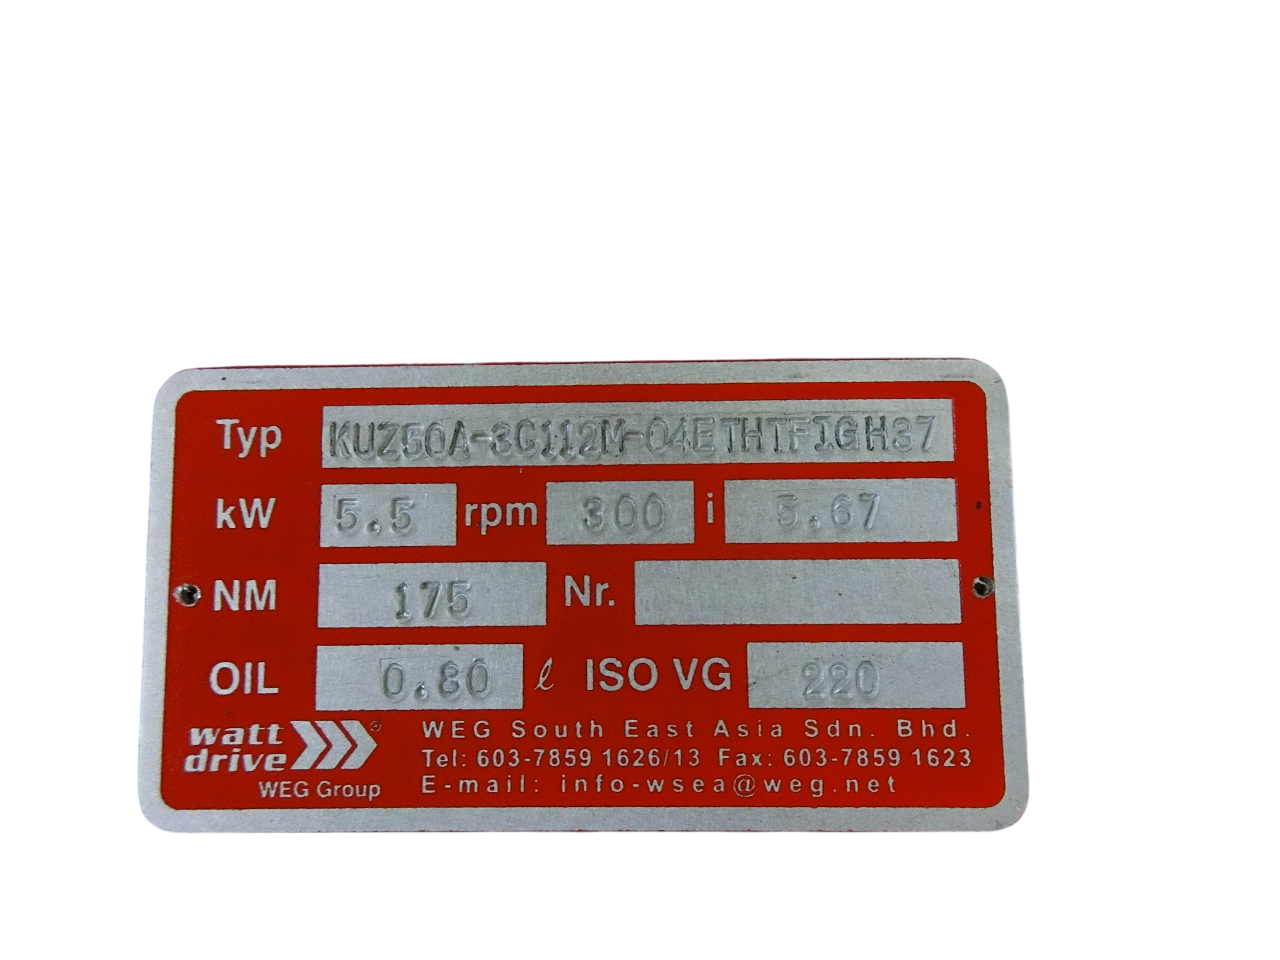 Typ KUZ50A-3C112M-04ETHTFIGH37
kW 5.5 rpm 300 i 5.67
NM 175 Nr.
OIL 0.80 ℓ ISO VG 220
watt drive ®
WEG Group
WEG South East Asia Sdn. Bhd.
Tel: 603-7859 1626/13 Fax: 603-7859 1623
E-mail: info-wsea@weg.net